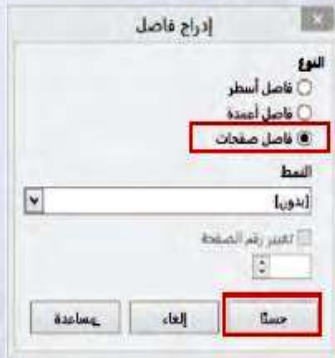 إدراج فاصل
النوع
فاصل أسطر
فاصل أعمدة
فاصل صفحات
النمط
[بدون]
تغيير رقم الصفحة
حسنًا
إلغاء
مساعدة